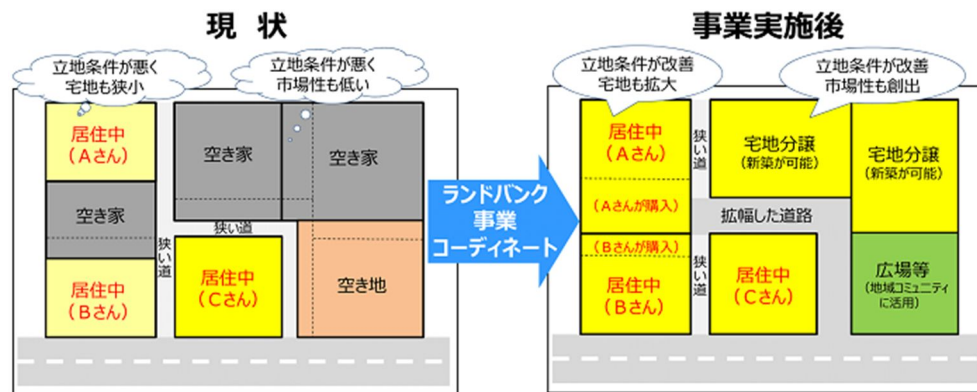 現 状
立地条件が悪く
宅地も狭小
立地条件が悪く
市場性も低い
居住中
(Aさん)
空き家
空き家
空き家
狭い道
狭い道
居住中
(Bさん)
居住中
(Cさん)
空き地
ランドバンク
事業
コーディネート
事業実施後
立地条件が改善
宅地も拡大
立地条件が改善
市場性も創出
居住中
(Aさん)
狭い道
宅地分譲
(新築が可能)
宅地分譲
(新築が可能)
(Aさんが購入)
拡幅した道路
(Bさんが購入)
狭い道
居住中
(Bさん)
居住中
(Cさん)
広場等
(地域コミュニティ
に活用)